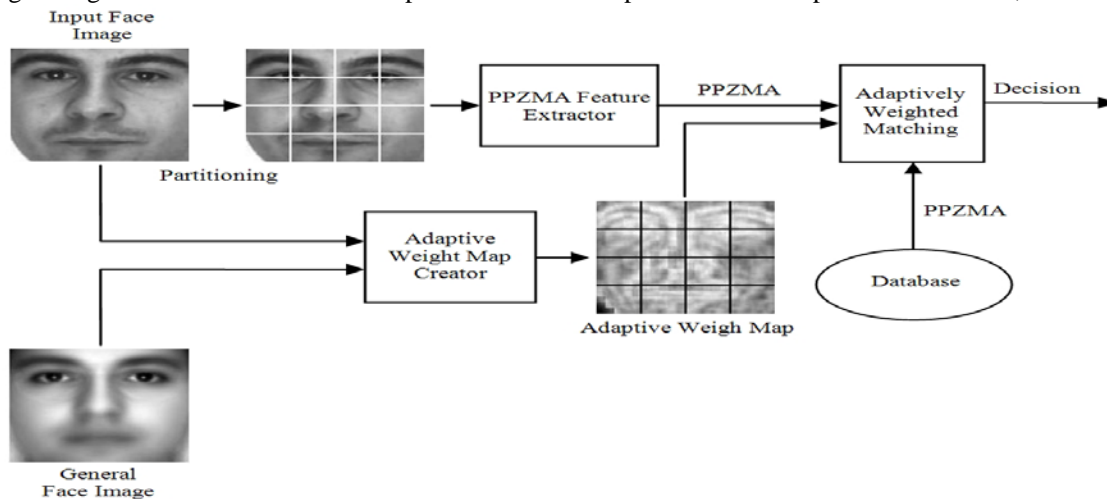 Input Face
Image
Partitioning
PPZMA Feature
Extractor
PPZMA
Adaptively
Weighted
Matching
Decision
PPZMA
Database
Adaptive
Weight Map
Creator
Adaptive Weigh Map
General
Face Image